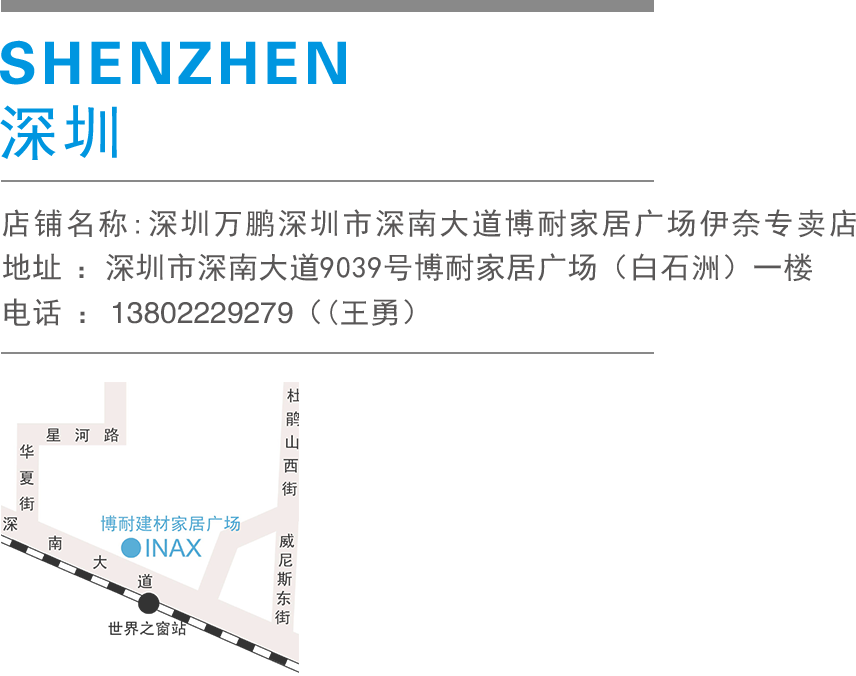 SHENZHEN
深圳
店铺名称:深圳万鹏深圳市深南大道博耐家居广场伊奈专卖店
地址 : 深圳市深南大道9039号博耐家居广场（白石洲）一楼
电话 : 13802229279（(王勇）
杜鹃山西街
星河路
华夏街
深南大道
博耐建材家居广场
INAX
威尼斯东街
世界之窗站